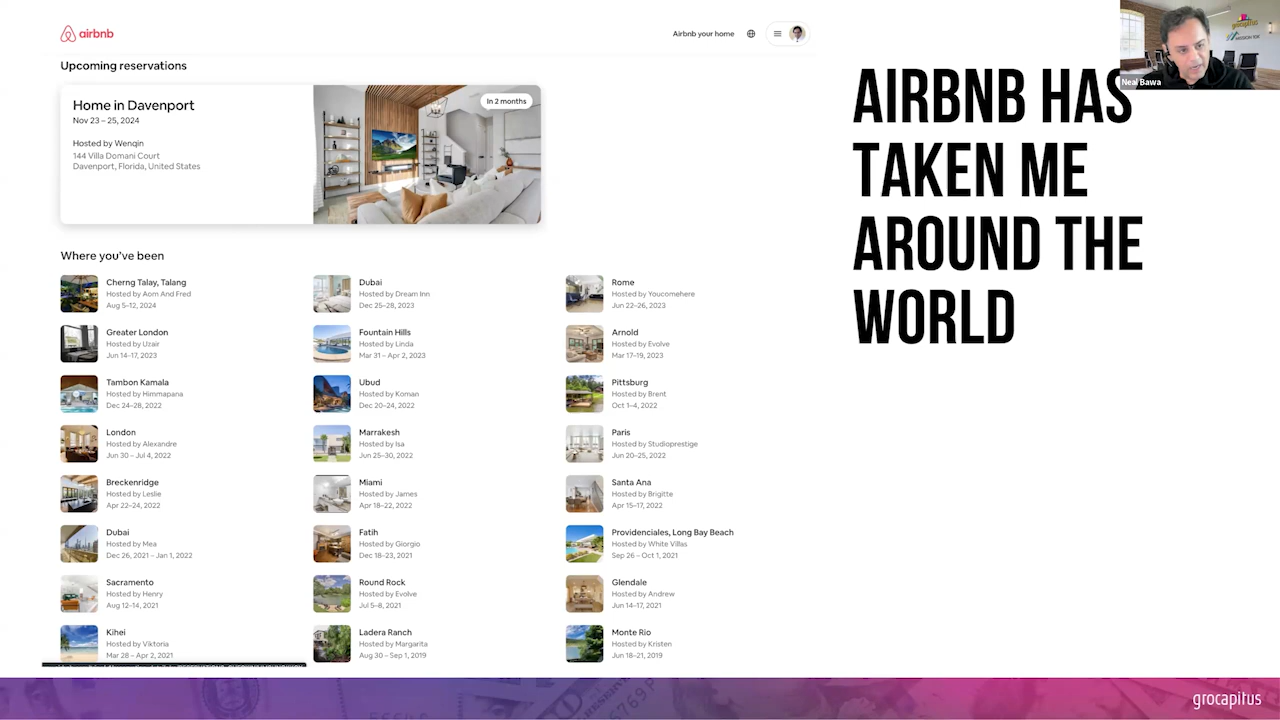 airbnb
Airbnb your home
Upcoming reservations
Home in Davenport
Nov 23 – 25, 2024
Hosted by Wenqin
144 Villa Domani Court
Davenport, Florida, United States
In 2 months
Where you've been
Cherng Talay, Talang
Hosted by Aom And Fred
Aug 5–12, 2024
Dubai
Hosted by Dream Inn
Dec 25–28, 2023
Rome
Hosted by Youcomehere
Jun 22–26, 2023
Greater London
Hosted by Uzair
Jun 14–17, 2023
Fountain Hills
Hosted by Linda
Mar 31 – Apr 2, 2023
Arnold
Hosted by Evolve
Mar 17–19, 2023
Tambon Kamala
Hosted by Himmapana
Dec 24–28, 2022
Ubud
Hosted by Koman
Dec 20–24, 2022
Pittsburg
Hosted by Brent
Oct 1–4, 2022
London
Hosted by Alexandre
Jun 30 – Jul 4, 2022
Marrakesh
Hosted by Isa
Jun 25–30, 2022
Paris
Hosted by Studioprestige
Jun 20–25, 2022
Breckenridge
Hosted by Leslie
Apr 22–24, 2022
Miami
Hosted by James
Apr 18–22, 2022
Santa Ana
Hosted by Brigitte
Apr 15–17, 2022
Dubai
Hosted by Mea
Dec 26, 2021 – Jan 1, 2022
Fatih
Hosted by Giorgio
Dec 18–23, 2021
Providenciales, Long Bay Beach
Hosted by White Villas
Sep 26 – Oct 1, 2021
Sacramento
Hosted by Henry
Aug 12–14, 2021
Round Rock
Hosted by Evolve
Jul 5–8, 2021
Glendale
Hosted by Andrew
Jun 14–17, 2021
Kihei
Hosted by Viktoria
Mar 28 – Apr 2, 2021
Ladera Ranch
Hosted by Margarita
Aug 30 – Sep 1, 2019
Monte Rio
Hosted by Kristen
Jun 18–21, 2019
AIRBNB HAS
TAKEN ME
AROUND THE
WORLD
grocapitus
Neal Bawa
grocapitus